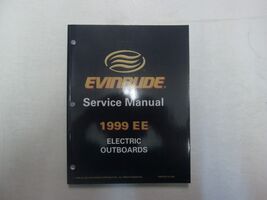 EVINRUDE.
Service Manual
1999 EE
ELECTRIC
OUTBOARDS